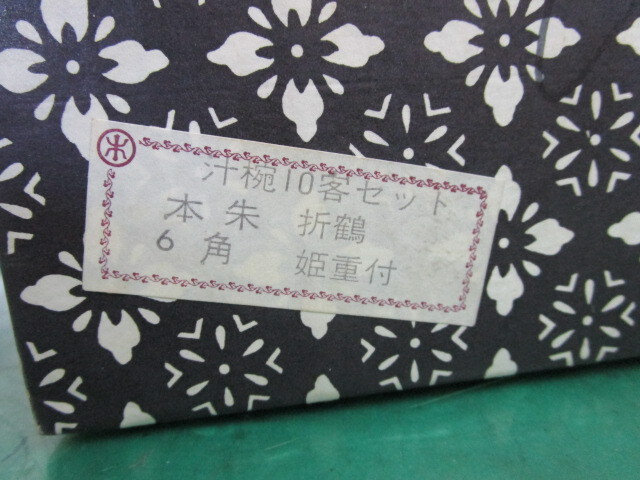 汁椀10客セット
本朱 折鶴
6角 姫重付